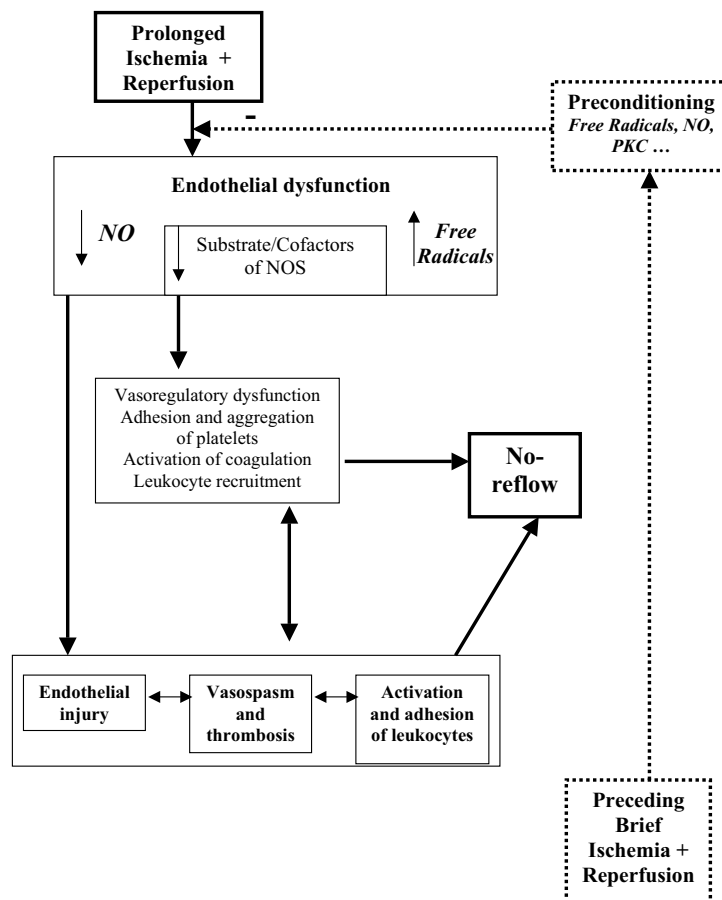 Prolonged
Ischemia +
Reperfusion
-
Preconditioning
Free Radicals, NO,
PKC ...
Endothelial dysfunction
NO
Substrate/Cofactors
of NOS
Free
Radicals
Vasoregulatory dysfunction
Adhesion and aggregation
of platelets
Activation of coagulation
Leukocyte recruitment
No-
reflow
Endothelial
injury
Vasospasm
and
thrombosis
Activation
and adhesion
of leukocytes
Preceding
Brief
Ischemia +
Reperfusion